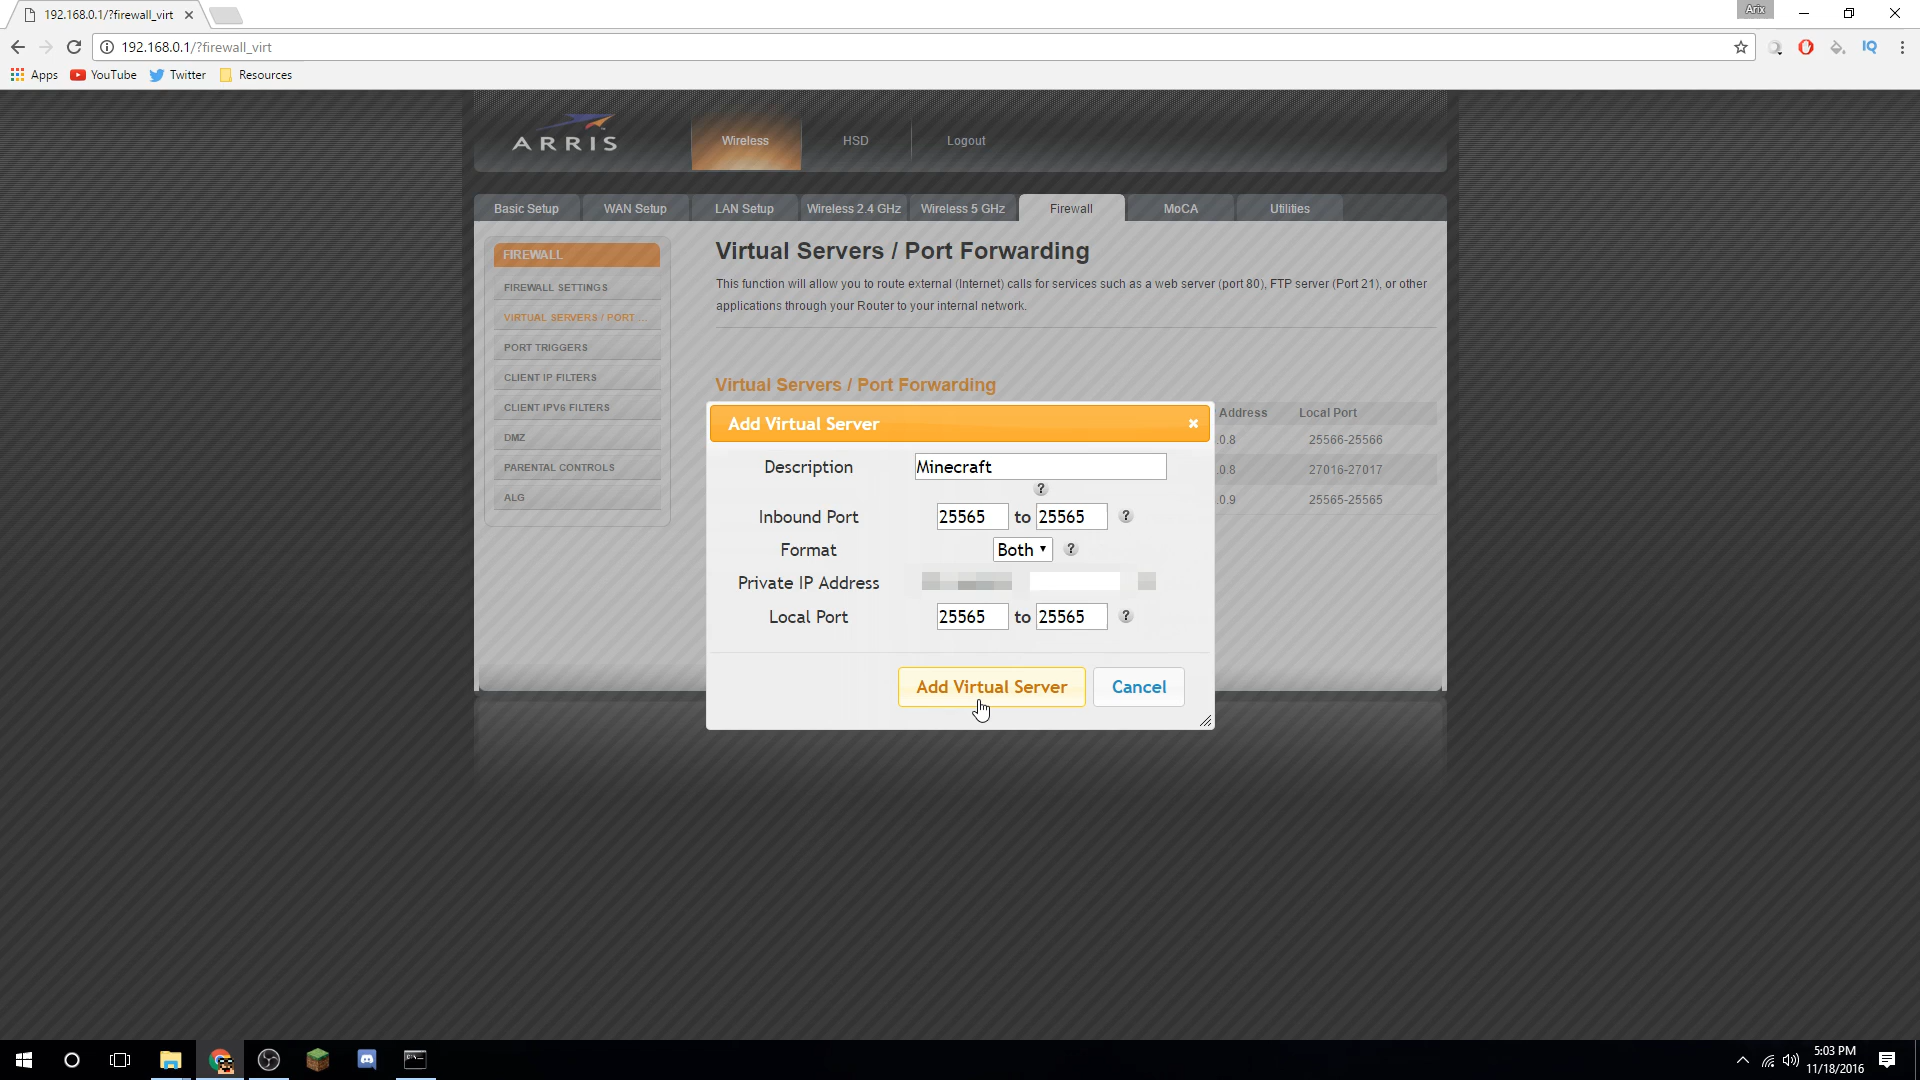 192.168.0.1/?firewall_virt
Arix
192.168.0.1/?firewall_virt
IQ
Apps YouTube Twitter Resources
ARRIS
Wireless HSD Logout
Basic Setup WAN Setup LAN Setup Wireless 2.4 GHz Wireless 5 GHz Firewall MoCA Utilities
FIREWALL
FIREWALL SETTINGS
VIRTUAL SERVERS / PORT ...
PORT TRIGGERS
CLIENT IP FILTERS
CLIENT IPV6 FILTERS
DMZ
PARENTAL CONTROLS
ALG
Virtual Servers / Port Forwarding
This function will allow you to route external (Internet) calls for services such as a web server (port 80), FTP server (Port 21), or other
applications through your Router to your internal network.
Virtual Servers / Port Forwarding
Address Local Port
.0.8 25566-25566
.0.8 27016-27017
.0.9 25565-25565
Add Virtual Server
Description Minecraft
?
Inbound Port 25565 to 25565 ?
Format Both ?
Private IP Address
Local Port 25565 to 25565 ?
Add Virtual Server Cancel
5:03 PM
11/18/2016